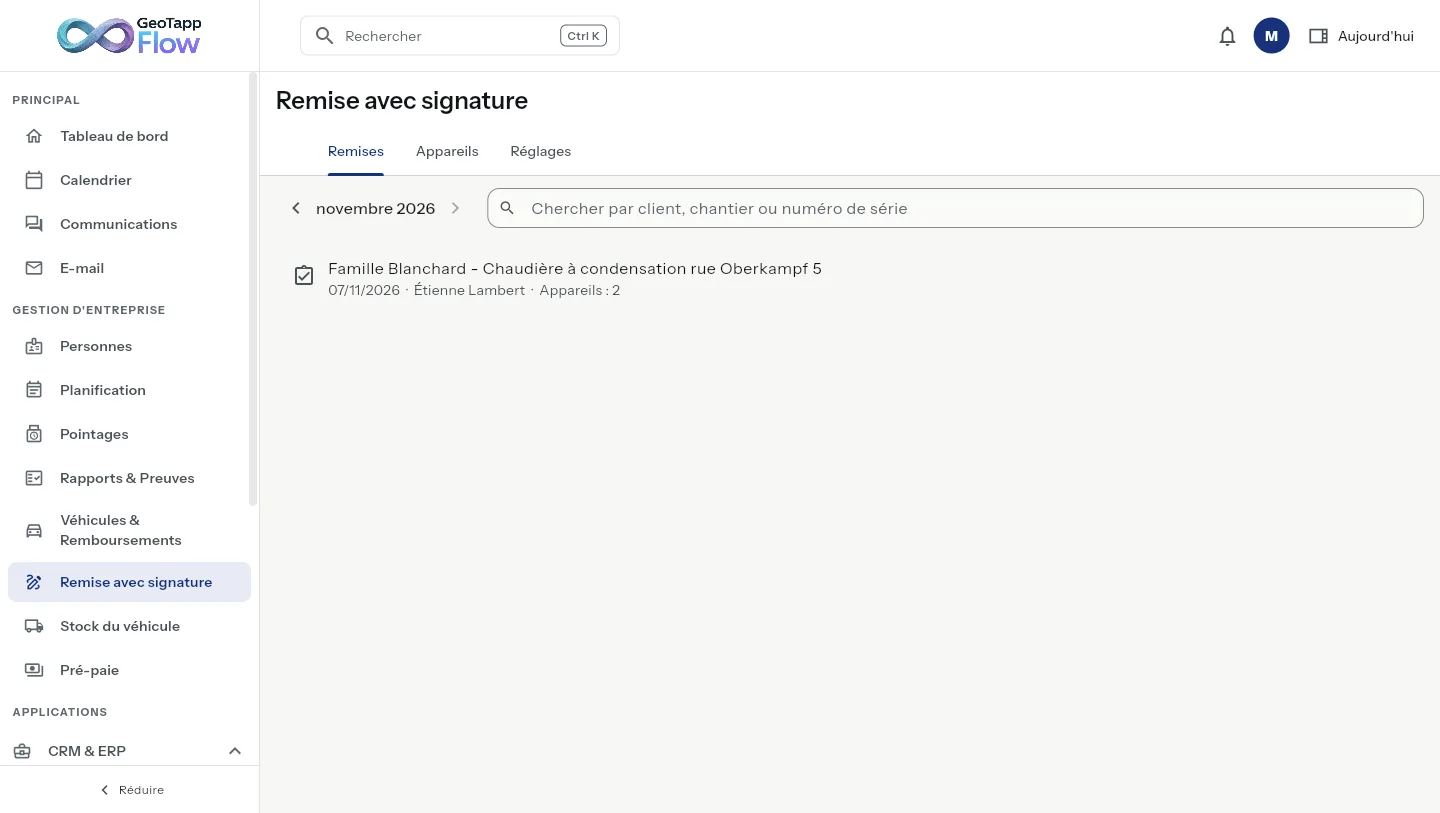 GeoTapp
Flow
Rechercher
Ctrl K
M
Aujourd'hui
PRINCIPAL
Tableau de bord
Calendrier
Communications
E-mail
GESTION D'ENTREPRISE
Personnes
Planification
Pointages
Rapports & Preuves
Véhicules &
Remboursements
Remise avec signature
Stock du véhicule
Pré-paie
APPLICATIONS
CRM & ERP
Réduire
Remise avec signature
Remises
Appareils
Réglages
novembre 2026
Chercher par client, chantier ou numéro de série
Famille Blanchard - Chaudière à condensation rue Oberkampf 5
07/11/2026 · Étienne Lambert · Appareils : 2